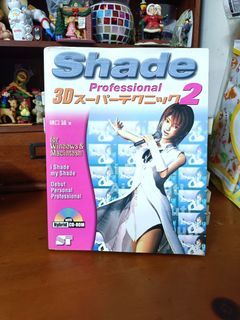 Shade
Professional
3Dスーパーテクニック2
for
Windows &
Macintosh
i Shade
my Shade
Debut
Personal
Professional
Hybrid CD-ROM